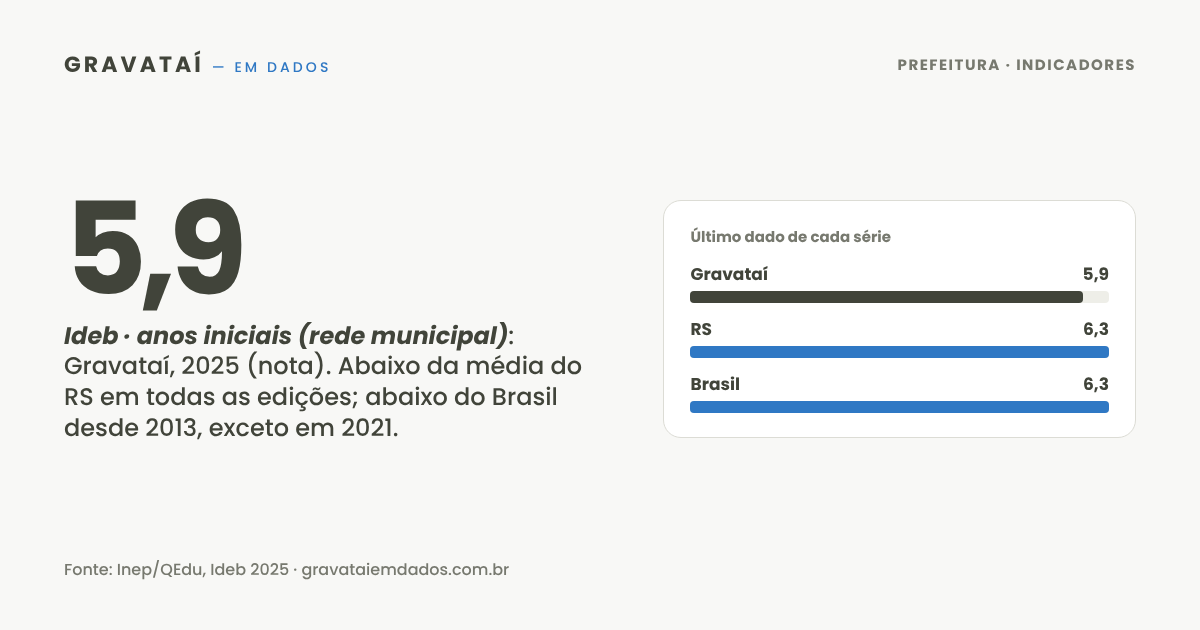 GRAVATAÍ — EM DADOS
PREFEITURA · INDICADORES
5,9
Ideb · anos iniciais (rede municipal):
Gravataí, 2025 (nota). Abaixo da média do
RS em todas as edições; abaixo do Brasil
desde 2013, exceto em 2021.
Último dado de cada série
Gravataí 5,9
RS 6,3
Brasil 6,3
Fonte: Inep/QEdu, Ideb 2025 · gravataiemdados.com.br